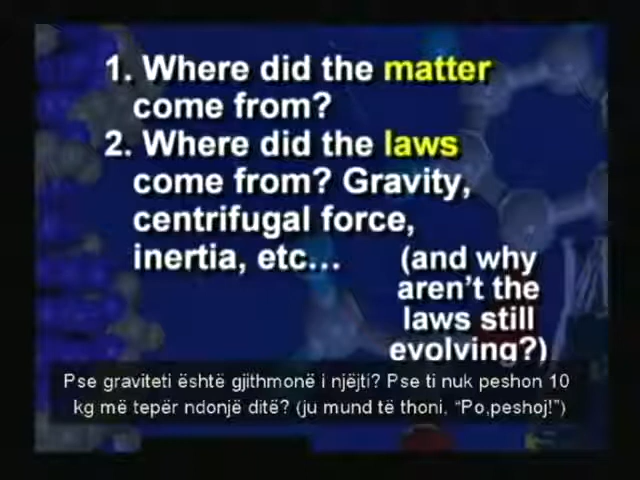 1. Where did the matter
come from?
2. Where did the laws
come from? Gravity,
centrifugal force,
inertia, etc...
(and why
aren't the
laws still
evolving?)
Pse graviteti është gjithmonë i njëjti? Pse ti nuk peshon 10
kg më tepër ndonjë ditë? (ju mund të thoni, "Po,peshoj!")